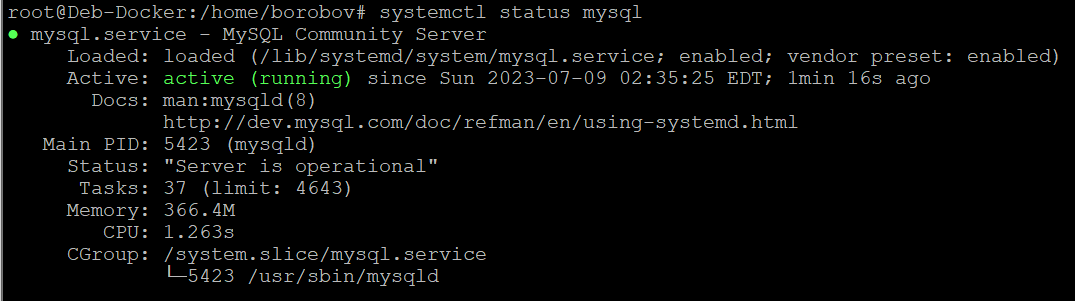 root@Deb-Docker:/home/borobov# systemctl status mysql
● mysql.service - MySQL Community Server
Loaded: loaded (/lib/systemd/system/mysql.service; enabled; vendor preset: enabled)
Active: active (running) since Sun 2023-07-09 02:35:25 EDT; 1min 16s ago
Docs: man:mysqld(8)
http://dev.mysql.com/doc/refman/en/using-systemd.html
Main PID: 5423 (mysqld)
Status: "Server is operational"
Tasks: 37 (limit: 4643)
Memory: 366.4M
CPU: 1.263s
CGroup: /system.slice/mysql.service
└─5423 /usr/sbin/mysqld